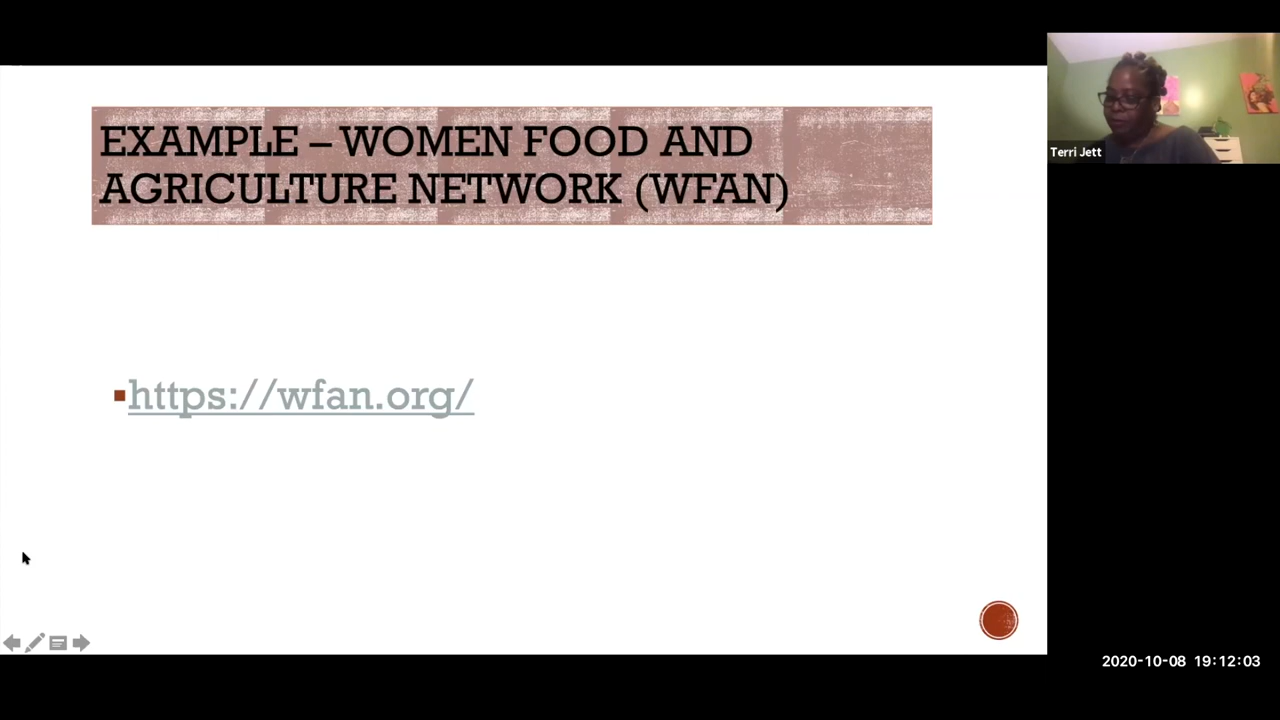 EXAMPLE – WOMEN FOOD AND
AGRICULTURE NETWORK (WFAN)
https://wfan.org/
Terri Jett
2020-10-08 19:12:03